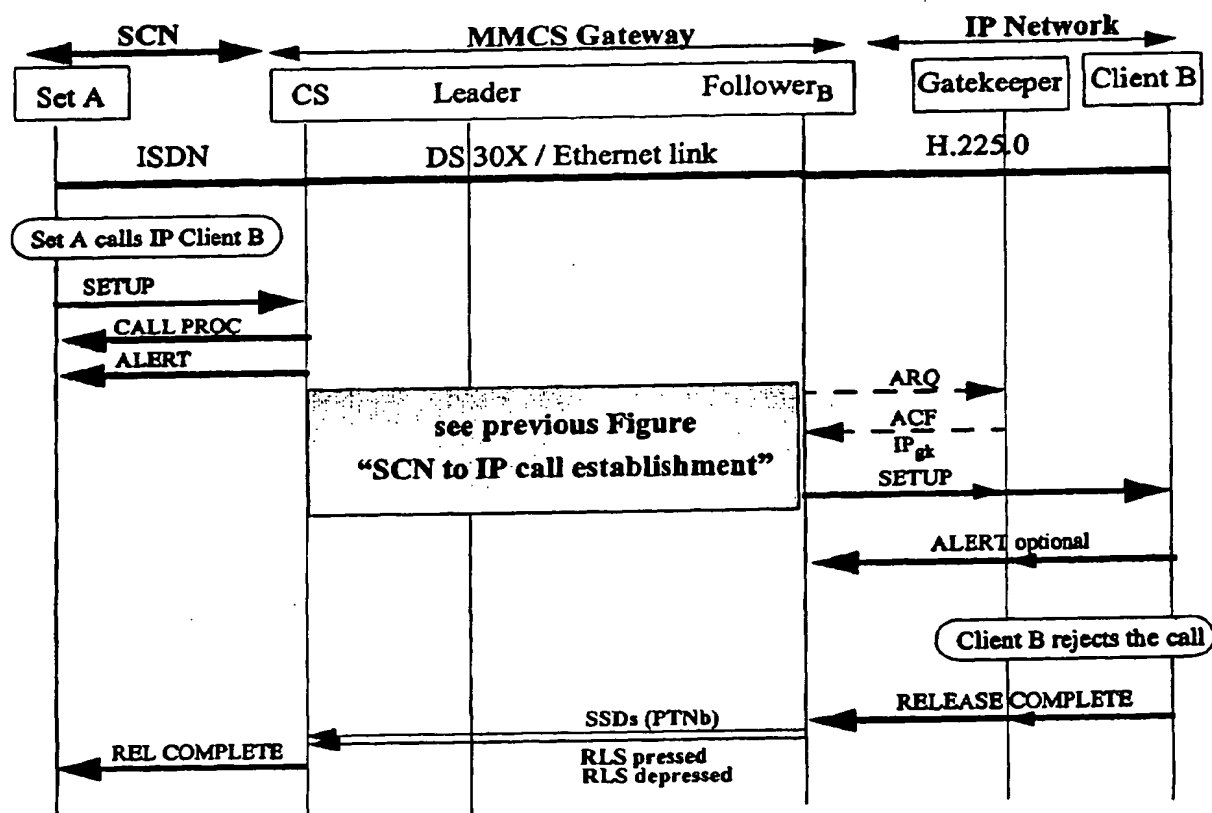 SCN
MMCS Gateway
IP Network
Set A
CS
Leader
FollowerB
Gatekeeper
Client B
ISDN
DS 30X / Ethernet link
H.225.0
Set A calls IP Client B
SETUP
CALL PROC
ALERT
ARQ
see previous Figure
ACF
IPgk
“SCN to IP call establishment”
SETUP
ALERT optional
Client B rejects the call
RELEASE COMPLETE
SSDs (PTNb)
REL COMPLETE
RLS pressed
RLS depressed